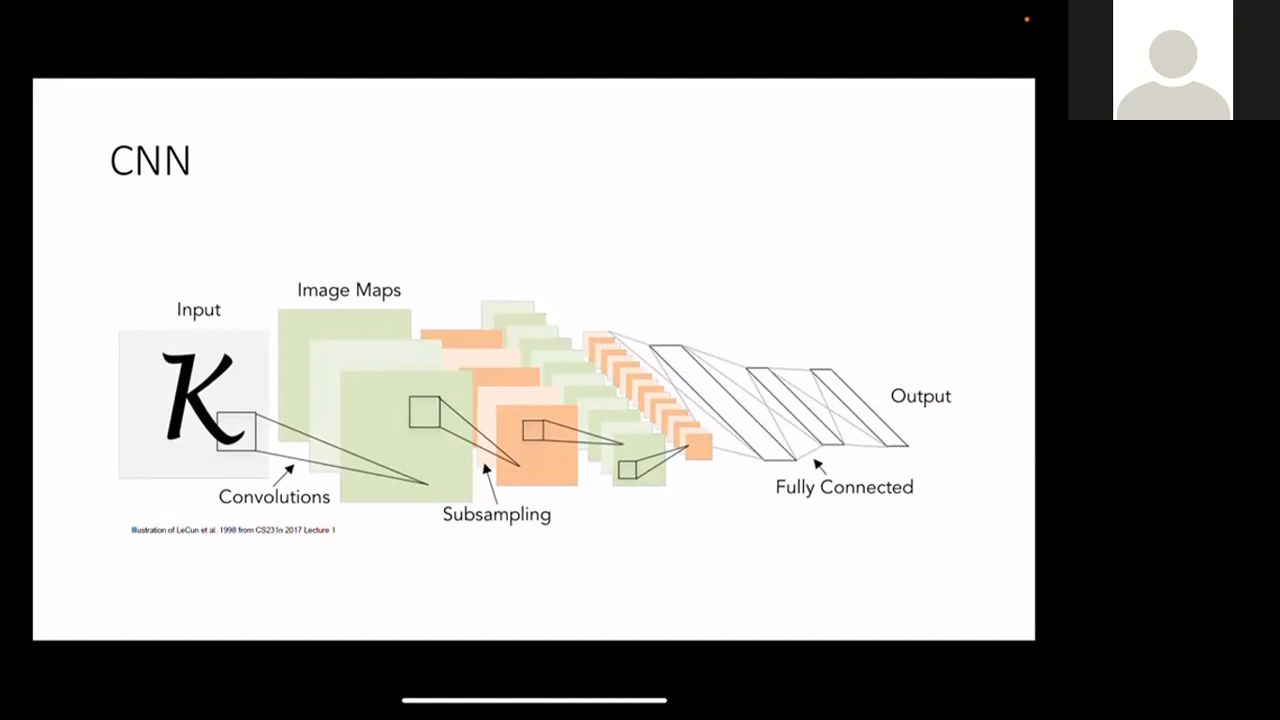 CNN
Image Maps
Input
K
Output
Fully Connected
Convolutions
Subsampling
Illustration of LeCun et al. 1998 from CS231n 2017 Lecture 1